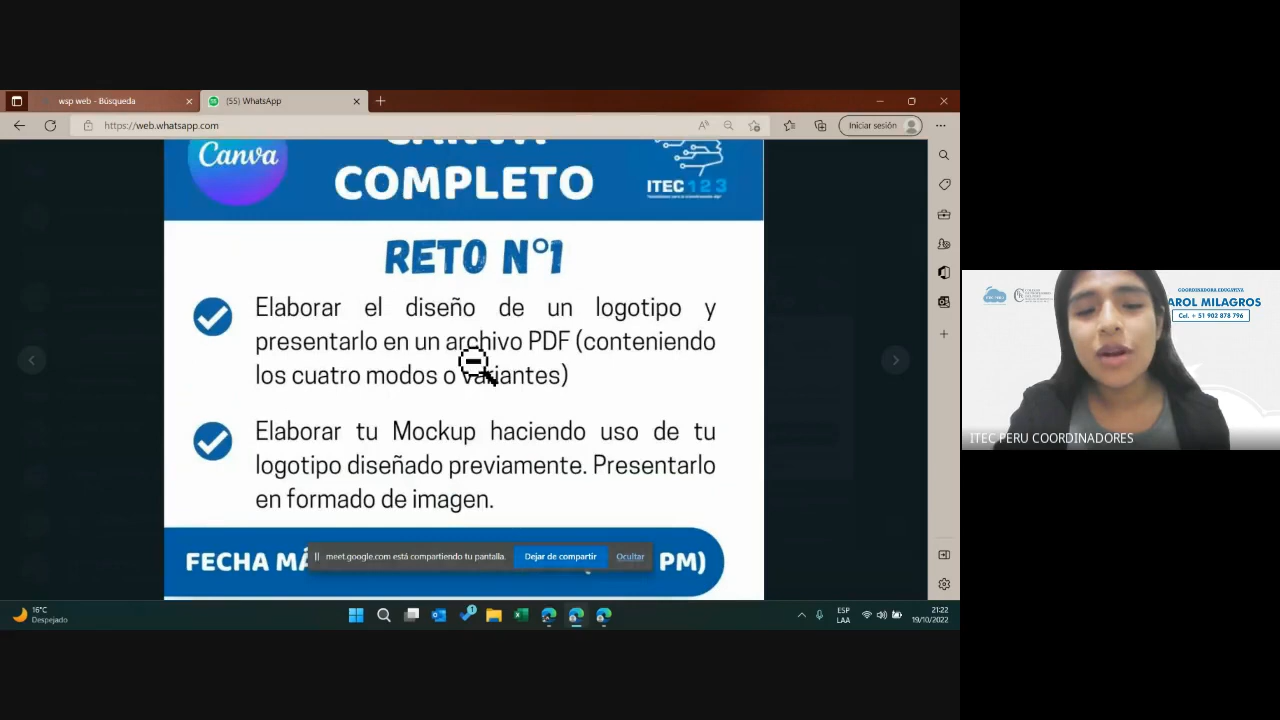 wsp web - Búsqueda
(55) WhatsApp
https://web.whatsapp.com
Iniciar sesión
Canva
COMPLETO
ITEC 1 2 3
RETO N°1
Elaborar el diseño de un logotipo y
presentarlo en un archivo PDF (conteniendo
los cuatro modos o variantes)
Elaborar tu Mockup haciendo uso de tu
logotipo diseñado previamente. Presentarlo
en formado de imagen.
FECHA MÁ
PM)
meet.google.com está compartiendo tu pantalla.
Dejar de compartir
Ocultar
COORDINADORA EDUCATIVA
AROL MILAGROS
Cel. + 51 902 878 796
ITEC PERU COORDINADORES
16°C
Despejado
ESP
LAA
21:22
19/10/2022